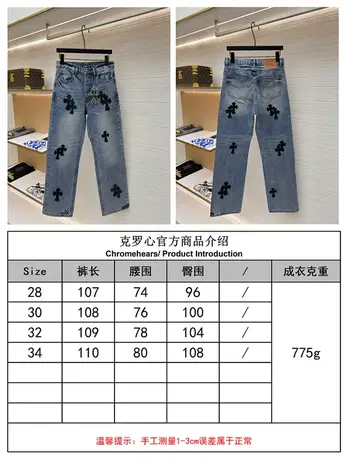 克罗心官方商品介绍
Chromehears/ Product Introduction
Size 裤长 腰围 臀围 / 成衣克重
28 107 74 96 /
30 108 76 100 /
32 109 78 104 /
34 110 80 108 / 775g
温馨提示：手工测量1-3cm误差属于正常